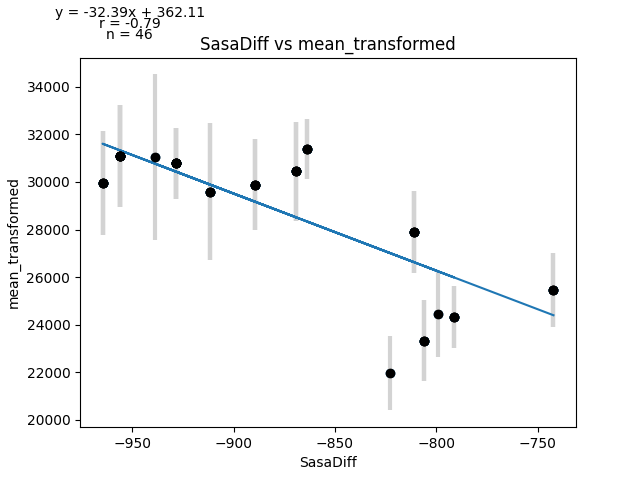 y = -32.39x + 362.11
r = -0.79
n = 46
SasaDiff vs mean_transformed
34000
32000
30000
28000
26000
24000
22000
20000
mean_transformed
−950
−900
−850
−800
−750
SasaDiff